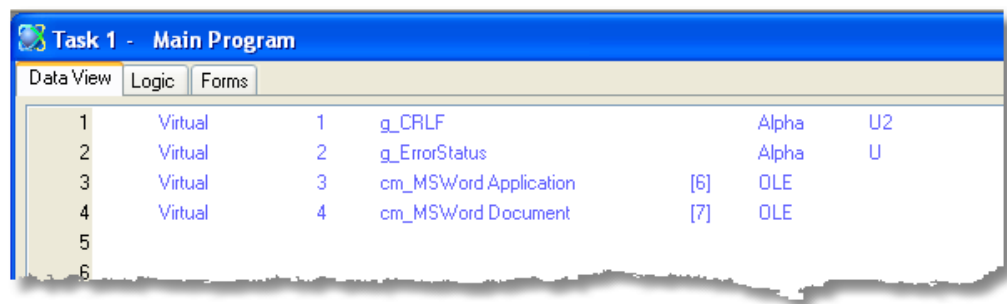 Task 1 - Main Program
Data View Logic Forms
1 Virtual 1 g_CRLF Alpha U2
2 Virtual 2 g_ErrorStatus Alpha U
3 Virtual 3 cm_MSWord Application [6] OLE
4 Virtual 4 cm_MSWord Document [7] OLE
5
6